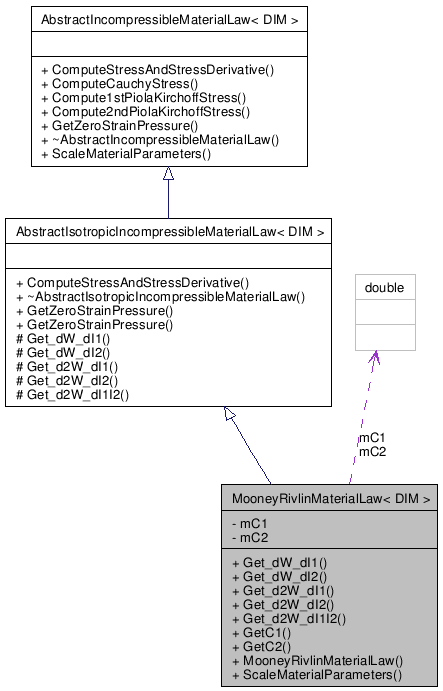 AbstractIncompressibleMaterialLaw< DIM >
+ ComputeStressAndStressDerivative()
+ ComputeCauchyStress()
+ Compute1stPiolaKirchoffStress()
+ Compute2ndPiolaKirchoffStress()
+ GetZeroStrainPressure()
+ ~AbstractIncompressibleMaterialLaw()
+ ScaleMaterialParameters()
AbstractIsotropicIncompressibleMaterialLaw< DIM >
+ ComputeStressAndStressDerivative()
+ ~AbstractIsotropicIncompressibleMaterialLaw()
+ GetZeroStrainPressure()
+ GetZeroStrainPressure()
# Get_dW_dI1()
# Get_dW_dI2()
# Get_d2W_dI1()
# Get_d2W_dI2()
# Get_d2W_dI1I2()
double
mC1
mC2
MooneyRivlinMaterialLaw< DIM >
- mC1
- mC2
+ Get_dW_dI1()
+ Get_dW_dI2()
+ Get_d2W_dI1()
+ Get_d2W_dI2()
+ Get_d2W_dI1I2()
+ GetC1()
+ GetC2()
+ MooneyRivlinMaterialLaw()
+ ScaleMaterialParameters()